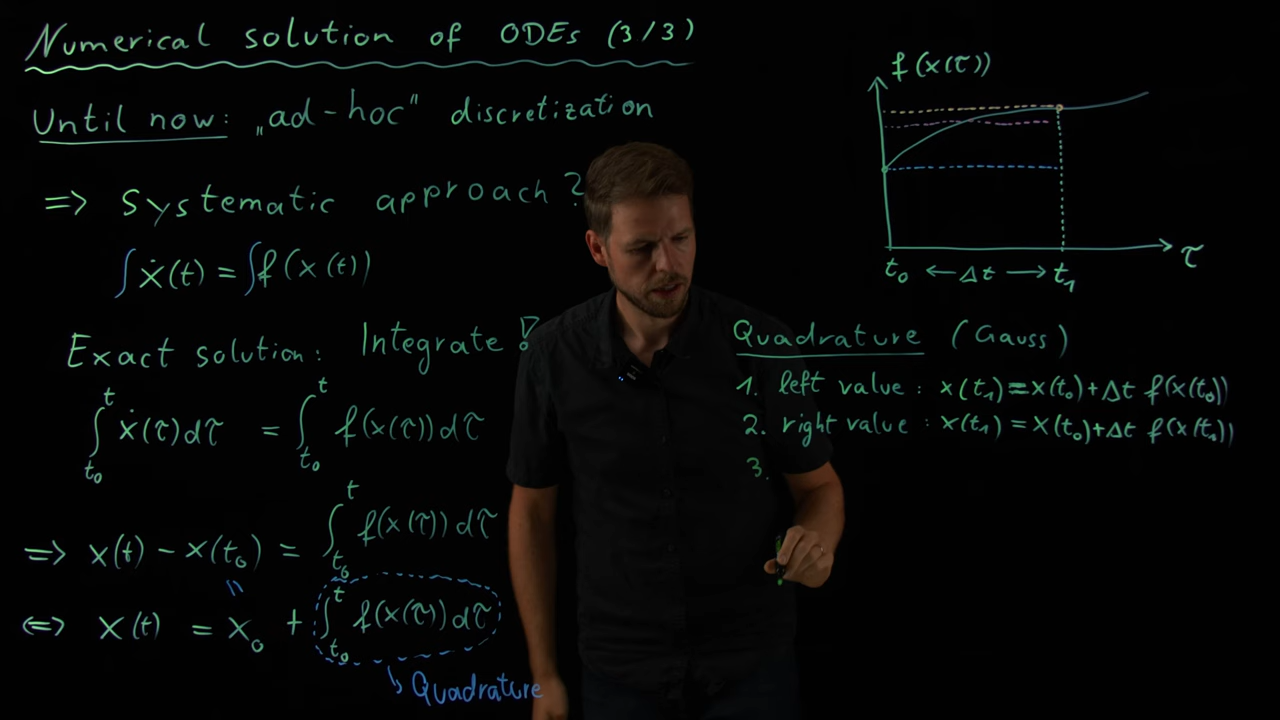 Numerical solution of ODEs (3/3)
Until now: „ad-hoc" discretization
=> Systematic approach?
∫ẋ(t) = ∫f(x(t))
Exact solution: Integrate!
∫_{t₀}^{t} ẋ(τ)dτ = ∫_{t₀}^{t} f(x(τ))dτ
=> x(t) - x(t₀) = ∫_{t₀}^{t} f(x(τ))dτ
"
<=> x(t) = x₀ + ∫_{t₀}^{t} f(x(τ))dτ
↳ Quadrature
f(x(τ))
τ
t₀ ← Δt → t₁
Quadrature (Gauss)
1. left value : x(t₁) = x(t₀)+Δt f(x(t₀))
2. right value : x(t₁) = x(t₀)+Δt f(x(t₁))
3.